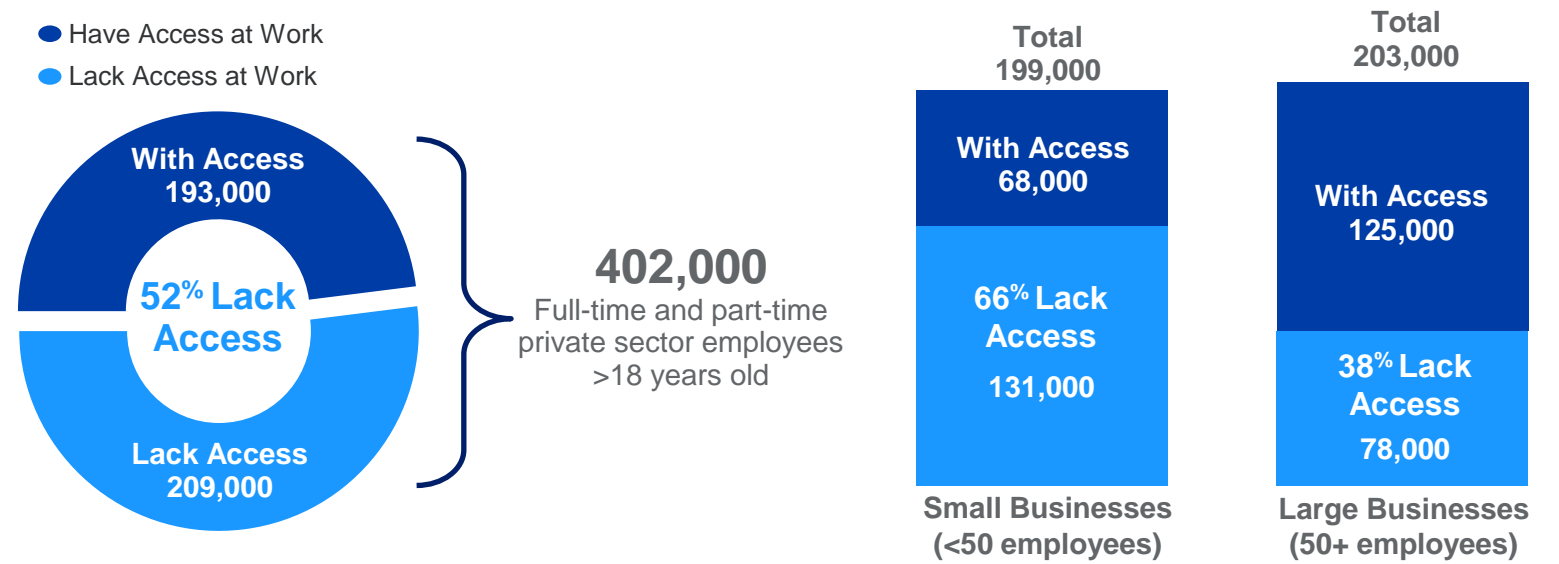 Have Access at Work
Lack Access at Work
With Access
193,000
52% Lack
Access
Lack Access
209,000
402,000
Full-time and part-time
private sector employees
>18 years old
Total
199,000
With Access
68,000
66% Lack
Access
131,000
Small Businesses
(<50 employees)
Total
203,000
With Access
125,000
38% Lack
Access
78,000
Large Businesses
(50+ employees)